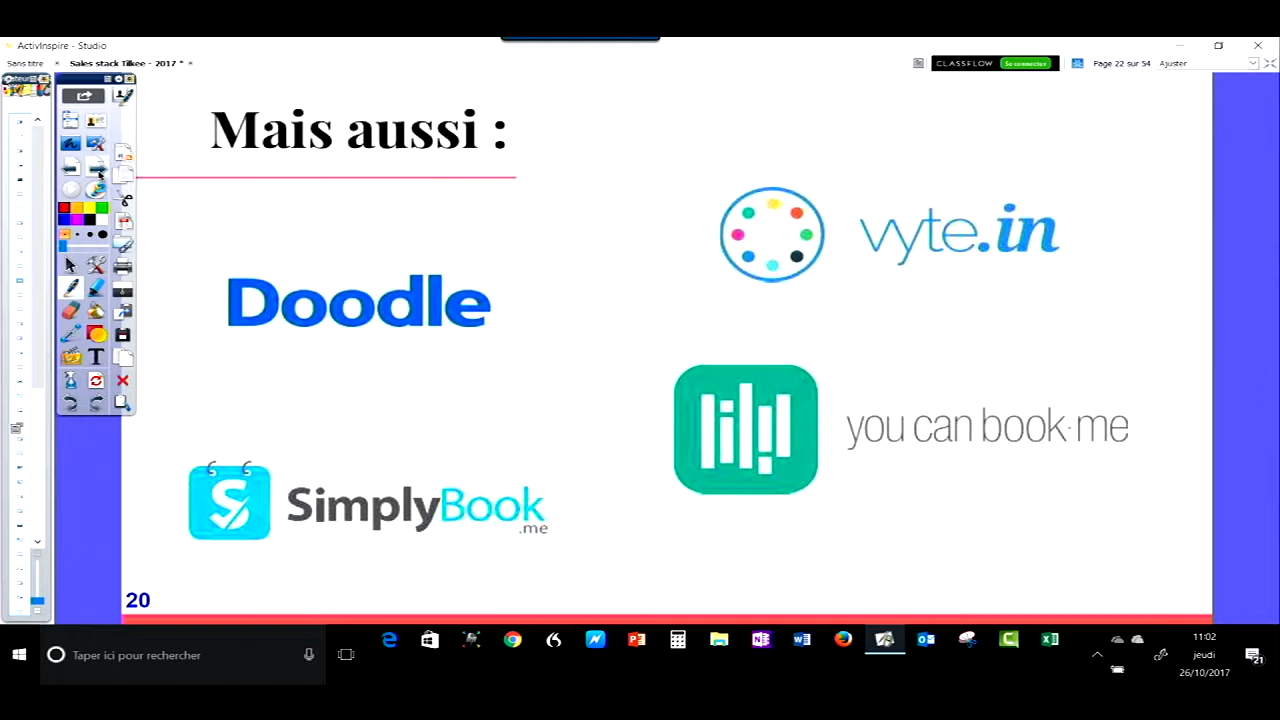 ActivInspire - Studio
Sans titre
Sales stack Tilkee - 2017 *
CLASSFLOW
Se connecter
Page 22 sur 54
Ajuster
Mais aussi :
vyte.in
Doodle
you can book·me
SimplyBook
.me
20
Taper ici pour rechercher
11:02
jeudi
26/10/2017
21